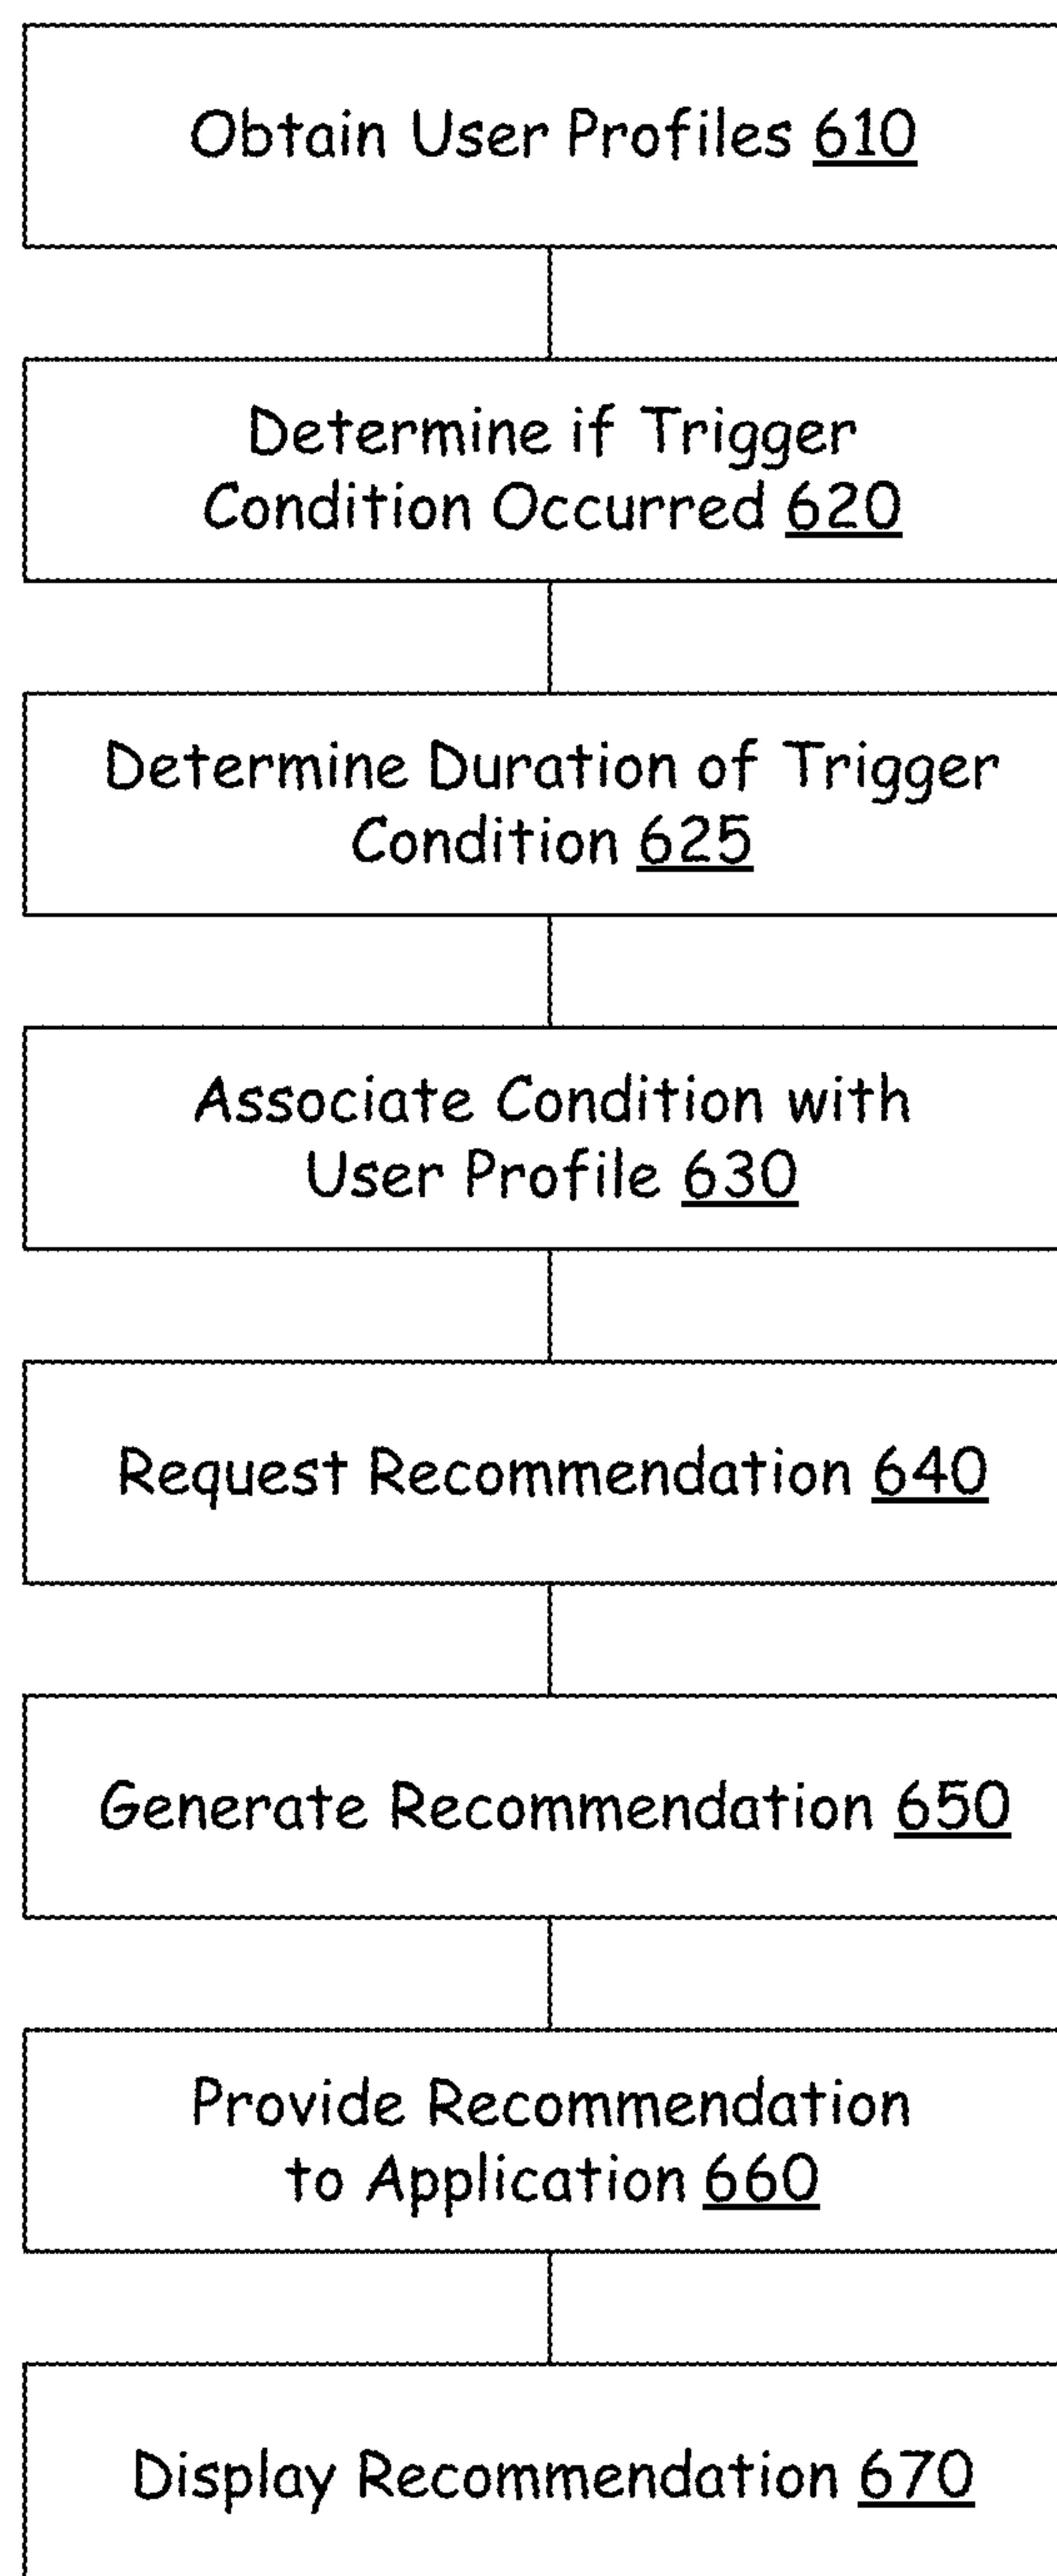 Obtain User Profiles 610
Determine if Trigger
Condition Occurred 620
Determine Duration of Trigger
Condition 625
Associate Condition with
User Profile 630
Request Recommendation 640
Generate Recommendation 650
Provide Recommendation
to Application 660
Display Recommendation 670